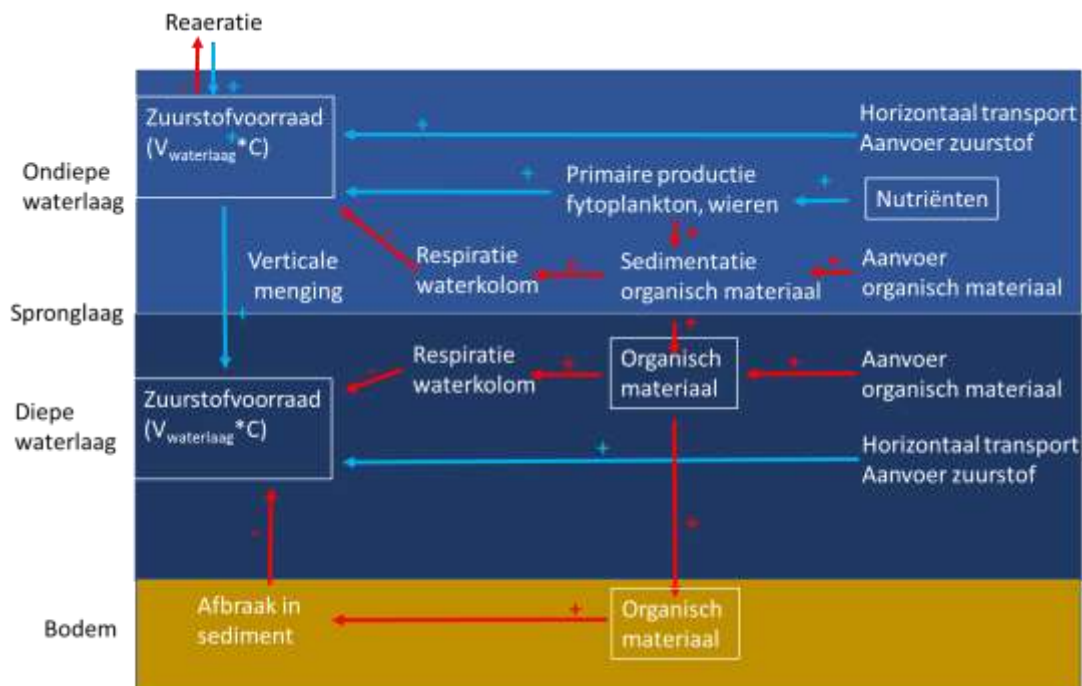 Reaeratie
+
Zuurstofvoorraad
+
(Vwaterlaag*C)
+
Horizontaal transport
Aanvoer zuurstof
Ondiepe
waterlaag
+
Primaire productie
fytoplankton, wieren
+
Nutriënten
+
-
Verticale
menging
Respiratie
waterkolom
+
Sedimentatie
organisch materiaal
+
Aanvoer
organisch materiaal
Spronglaag
+
+
-
Respiratie
waterkolom
+
Organisch
materiaal
+
Aanvoer
organisch materiaal
Diepe
waterlaag
Zuurstofvoorraad
(Vwaterlaag*C)
+
Horizontaal transport
Aanvoer zuurstof
-
+
Bodem
Afbraak in
sediment
+
Organisch
materiaal